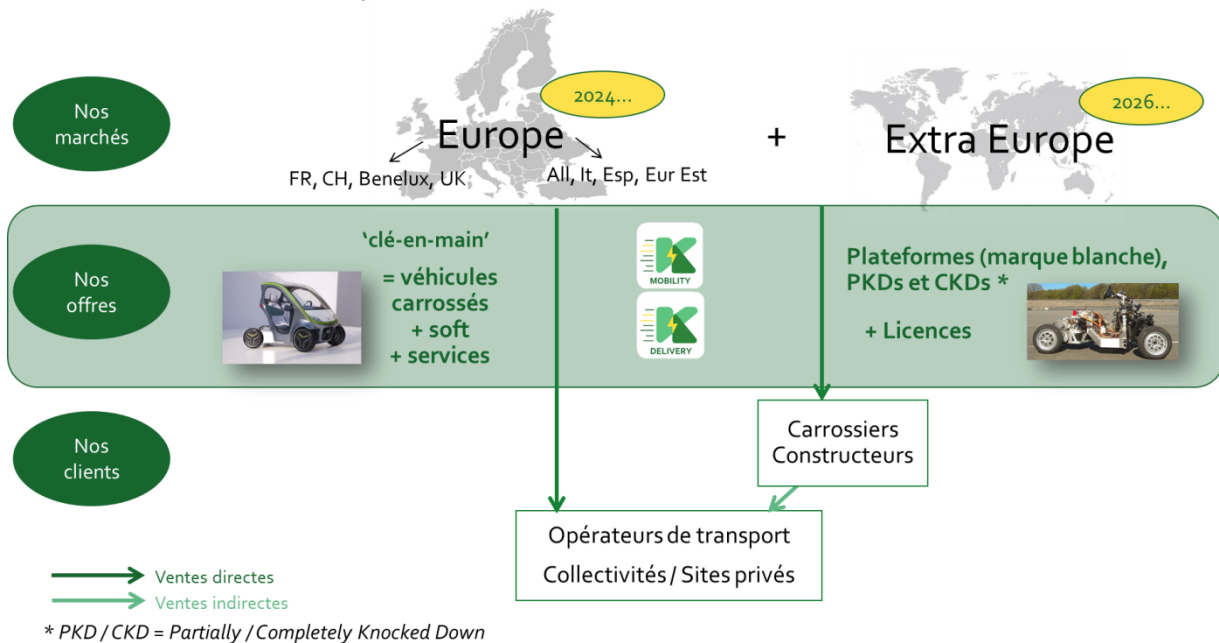 Nos
marchés
2024...
Europe
FR, CH, Benelux, UK
All, It, Esp, Eur Est
+
2026...
Extra Europe
Nos
offres
‘clé-en-main’
= véhicules
carrossés
+ soft
+ services
MOBILITY
DELIVERY
Plateformes (marque blanche),
PKDs et CKDs *
+ Licences
Nos
clients
Carrossiers
Constructeurs
Opérateurs de transport
Collectivités / Sites privés
Ventes directes
Ventes indirectes
* PKD / CKD = Partially / Completely Knocked Down